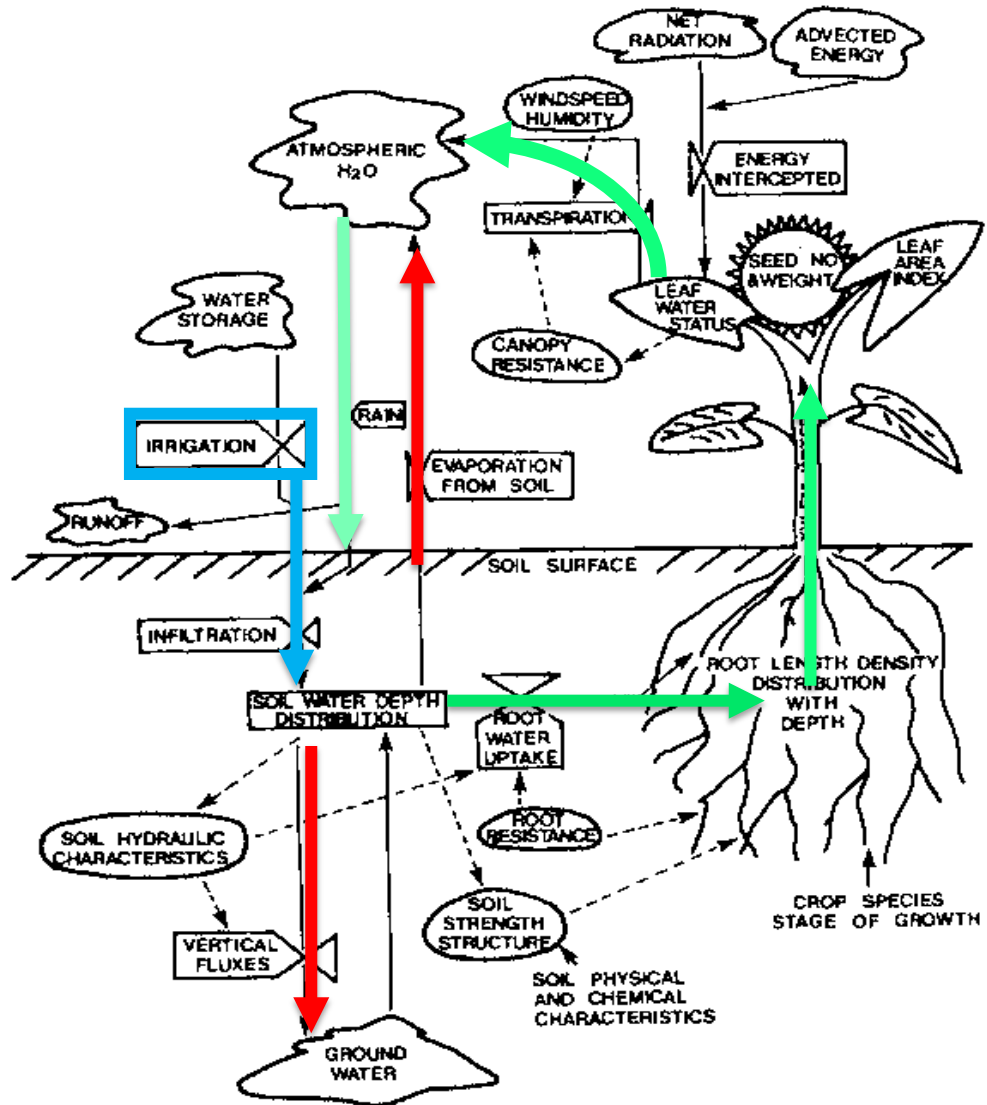 NET
RADIATION
ADVECTED
ENERGY
WINDSPEED
HUMIDITY
ATMOSPHERIC
H₂O
ENERGY
INTERCEPTED
TRANSPIRATION
SEED NO
&WEIGHT
LEAF
AREA
INDEX
WATER
STORAGE
LEAF
WATER
STATUS
CANOPY
RESISTANCE
RAIN
IRRIGATION
EVAPORATION
FROM SOIL
RUNOFF
SOIL SURFACE
INFILTRATION
ROOT LENGTH DENSITY
DISTRIBUTION
WITH
DEPTH
SOIL WATER DEPTH
DISTRIBUTION
ROOT
WATER
UPTAKE
SOIL HYDRAULIC
CHARACTERISTICS
ROOT
RESISTANCE
SOIL
STRENGTH
STRUCTURE
CROP SPECIES
STAGE OF GROWTH
VERTICAL
FLUXES
SOIL PHYSICAL
AND CHEMICAL
CHARACTERISTICS
GROUND
WATER